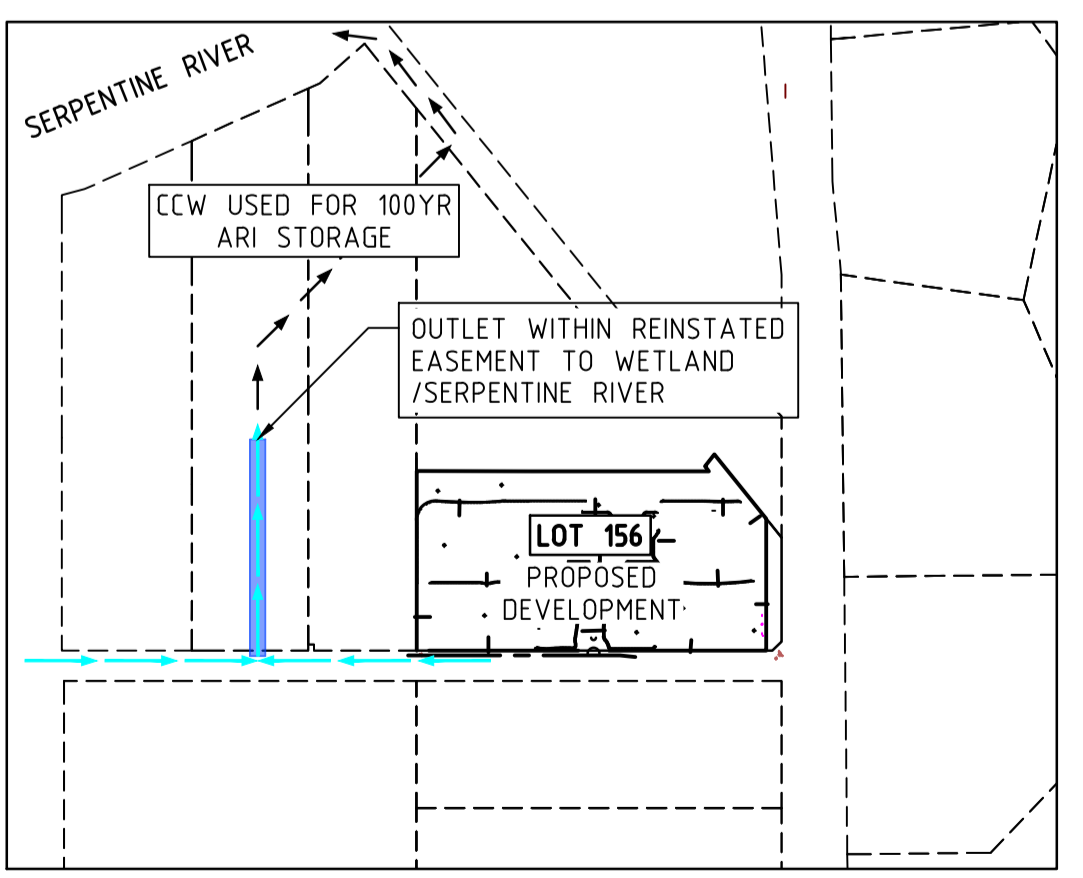 SERPENTINE RIVER
CCW USED FOR 100YR
ARI STORAGE
OUTLET WITHIN REINSTATED
EASEMENT TO WETLAND
/SERPENTINE RIVER
LOT 156
PROPOSED
DEVELOPMENT